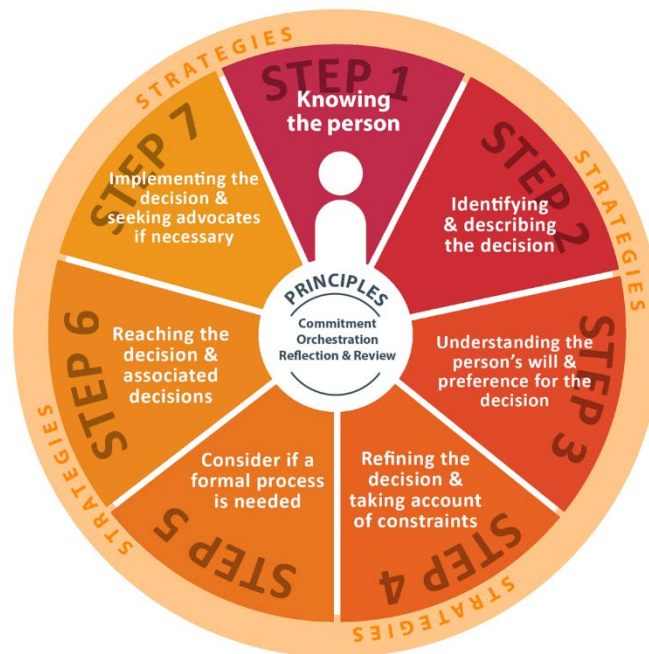 STRATEGIES
STEP 1
Knowing
the person
STEP 2
Identifying
& describing
the decision
STRATEGIES
STEP 3
Understanding the
person's will &
preference for the
decision
STEP 4
Refining the
decision &
taking account
of constraints
STRATEGIES
STEP 5
Consider if a
formal process
is needed
STEP 6
Reaching the
decision &
associated
decisions
STRATEGIES
STEP 7
Implementing the
decision &
seeking advocates
if necessary
PRINCIPLES
Commitment
Orchestration
Reflection & Review